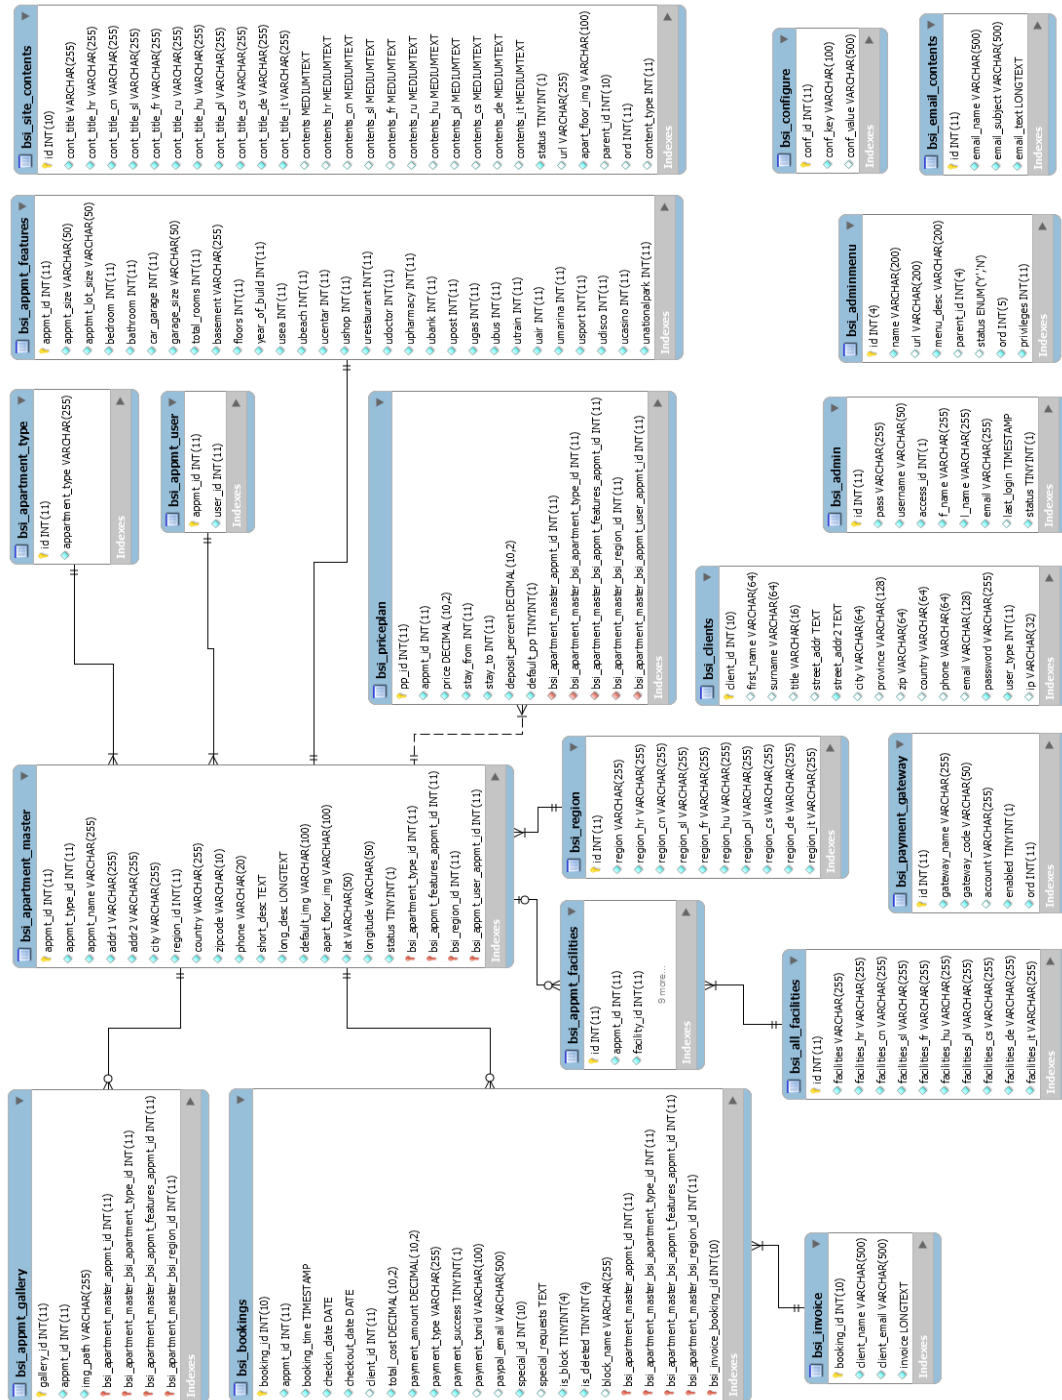 bsi_appmt_gallery
gallery_id INT(11)
appmt_id INT(11)
img_path VARCHAR(255)
bsi_apartment_master_appmt_id INT(11)
bsi_apartment_master_bsi_apartment_type_id INT(11)
bsi_apartment_master_bsi_appmt_features_appmt_id INT(11)
bsi_apartment_master_bsi_region_id INT(11)
Indexes
bsi_apartment_master
appmt_id INT(11)
appmt_type_id INT(11)
appmt_name VARCHAR(255)
addr1 VARCHAR(255)
addr2 VARCHAR(255)
city VARCHAR(255)
region_id INT(11)
country VARCHAR(255)
zipcode VARCHAR(10)
phone VARCHAR(20)
short_desc TEXT
long_desc LONGTEXT
default_img VARCHAR(100)
apart_floor_img VARCHAR(100)
lat VARCHAR(50)
longitude VARCHAR(50)
status TINYINT(1)
bsi_apartment_type_id INT(11)
bsi_appmt_features_appmt_id INT(11)
bsi_region_id INT(11)
bsi_appmt_user_appmt_id INT(11)
Indexes
bsi_apartment_type
id INT(11)
appartment_type VARCHAR(255)
Indexes
bsi_appmt_user
appmt_id INT(11)
user_id INT(11)
Indexes
bsi_appmt_features
appmt_id INT(11)
appmt_size VARCHAR(50)
apptmt_lot_size VARCHAR(50)
bedroom INT(11)
bathroom INT(11)
car_garage INT(11)
garage_size VARCHAR(50)
total_rooms INT(11)
basement VARCHAR(255)
floors INT(11)
year_of_build INT(11)
usea INT(11)
ubeach INT(11)
ucentar INT(11)
ushop INT(11)
urestaurant INT(11)
udoctor INT(11)
upharmacy INT(11)
ubank INT(11)
upost INT(11)
ugas INT(11)
ubus INT(11)
utrain INT(11)
uair INT(11)
umarina INT(11)
usport INT(11)
udisco INT(11)
ucasino INT(11)
unationalpark INT(11)
Indexes
bsi_site_contents
id INT(10)
cont_title VARCHAR(255)
cont_title_hr VARCHAR(255)
cont_title_cn VARCHAR(255)
cont_title_sl VARCHAR(255)
cont_title_fr VARCHAR(255)
cont_title_ru VARCHAR(255)
cont_title_hu VARCHAR(255)
cont_title_pl VARCHAR(255)
cont_title_cs VARCHAR(255)
cont_title_de VARCHAR(255)
cont_title_it VARCHAR(255)
contents MEDIUMTEXT
contents_hr MEDIUMTEXT
contents_cn MEDIUMTEXT
contents_sl MEDIUMTEXT
contents_fr MEDIUMTEXT
contents_ru MEDIUMTEXT
contents_hu MEDIUMTEXT
contents_pl MEDIUMTEXT
contents_cs MEDIUMTEXT
contents_de MEDIUMTEXT
contents_it MEDIUMTEXT
status TINYINT(1)
url VARCHAR(255)
apart_floor_img VARCHAR(100)
parent_id INT(10)
ord INT(11)
content_type INT(11)
Indexes
bsi_bookings
booking_id INT(10)
appmt_id INT(11)
booking_time TIMESTAMP
checkin_date DATE
checkout_date DATE
client_id INT(11)
total_cost DECIMAL(10,2)
payment_amount DECIMAL(10,2)
payment_type VARCHAR(255)
payment_success TINYINT(1)
payment_txnid VARCHAR(100)
paypal_email VARCHAR(500)
special_id INT(10)
special_requests TEXT
is_block TINYINT(4)
is_deleted TINYINT(4)
block_name VARCHAR(255)
bsi_apartment_master_appmt_id INT(11)
bsi_apartment_master_bsi_apartment_type_id INT(11)
bsi_apartment_master_bsi_appmt_features_appmt_id INT(11)
bsi_apartment_master_bsi_region_id INT(11)
bsi_invoice_booking_id INT(10)
Indexes
bsi_priceplan
pp_id INT(11)
appmt_id INT(11)
price DECIMAL(10,2)
stay_from INT(11)
stay_to INT(11)
deposit_percent DECIMAL(10,2)
default_pp TINYINT(1)
bsi_apartment_master_appmt_id INT(11)
bsi_apartment_master_bsi_apartment_type_id INT(11)
bsi_apartment_master_bsi_appmt_features_appmt_id INT(11)
bsi_apartment_master_bsi_region_id INT(11)
bsi_apartment_master_bsi_appmt_user_appmt_id INT(11)
Indexes
bsi_appmt_facilities
id INT(11)
appmt_id INT(11)
facility_id INT(11)
9 more...
Indexes
bsi_region
id INT(11)
region VARCHAR(255)
region_hr VARCHAR(255)
region_cn VARCHAR(255)
region_sl VARCHAR(255)
region_fr VARCHAR(255)
region_hu VARCHAR(255)
region_pl VARCHAR(255)
region_cs VARCHAR(255)
region_de VARCHAR(255)
region_it VARCHAR(255)
Indexes
bsi_invoice
booking_id INT(10)
client_name VARCHAR(500)
client_email VARCHAR(500)
invoice LONGTEXT
Indexes
bsi_all_facilities
id INT(11)
facilities VARCHAR(255)
facilities_hr VARCHAR(255)
facilities_cn VARCHAR(255)
facilities_sl VARCHAR(255)
facilities_fr VARCHAR(255)
facilities_hu VARCHAR(255)
facilities_pl VARCHAR(255)
facilities_cs VARCHAR(255)
facilities_de VARCHAR(255)
facilities_it VARCHAR(255)
Indexes
bsi_payment_gateway
id INT(11)
gateway_name VARCHAR(255)
gateway_code VARCHAR(50)
account VARCHAR(255)
enabled TINYINT(1)
ord INT(11)
Indexes
bsi_clients
client_id INT(10)
first_name VARCHAR(64)
surname VARCHAR(64)
title VARCHAR(16)
street_addr TEXT
street_addr2 TEXT
city VARCHAR(64)
province VARCHAR(128)
zip VARCHAR(64)
country VARCHAR(64)
phone VARCHAR(64)
email VARCHAR(128)
password VARCHAR(255)
user_type INT(11)
ip VARCHAR(32)
Indexes
bsi_admin
id INT(11)
pass VARCHAR(255)
username VARCHAR(50)
access_id INT(1)
f_name VARCHAR(255)
l_name VARCHAR(255)
email VARCHAR(255)
last_login TIMESTAMP
status TINYINT(1)
Indexes
bsi_adminmenu
id INT(4)
name VARCHAR(200)
url VARCHAR(200)
menu_desc VARCHAR(200)
parent_id INT(4)
status ENUM('Y','N')
ord INT(5)
privileges INT(11)
Indexes
bsi_configure
conf_id INT(11)
conf_key VARCHAR(100)
conf_value VARCHAR(500)
Indexes
bsi_email_contents
id INT(11)
email_name VARCHAR(500)
email_subject VARCHAR(500)
email_text LONGTEXT
Indexes